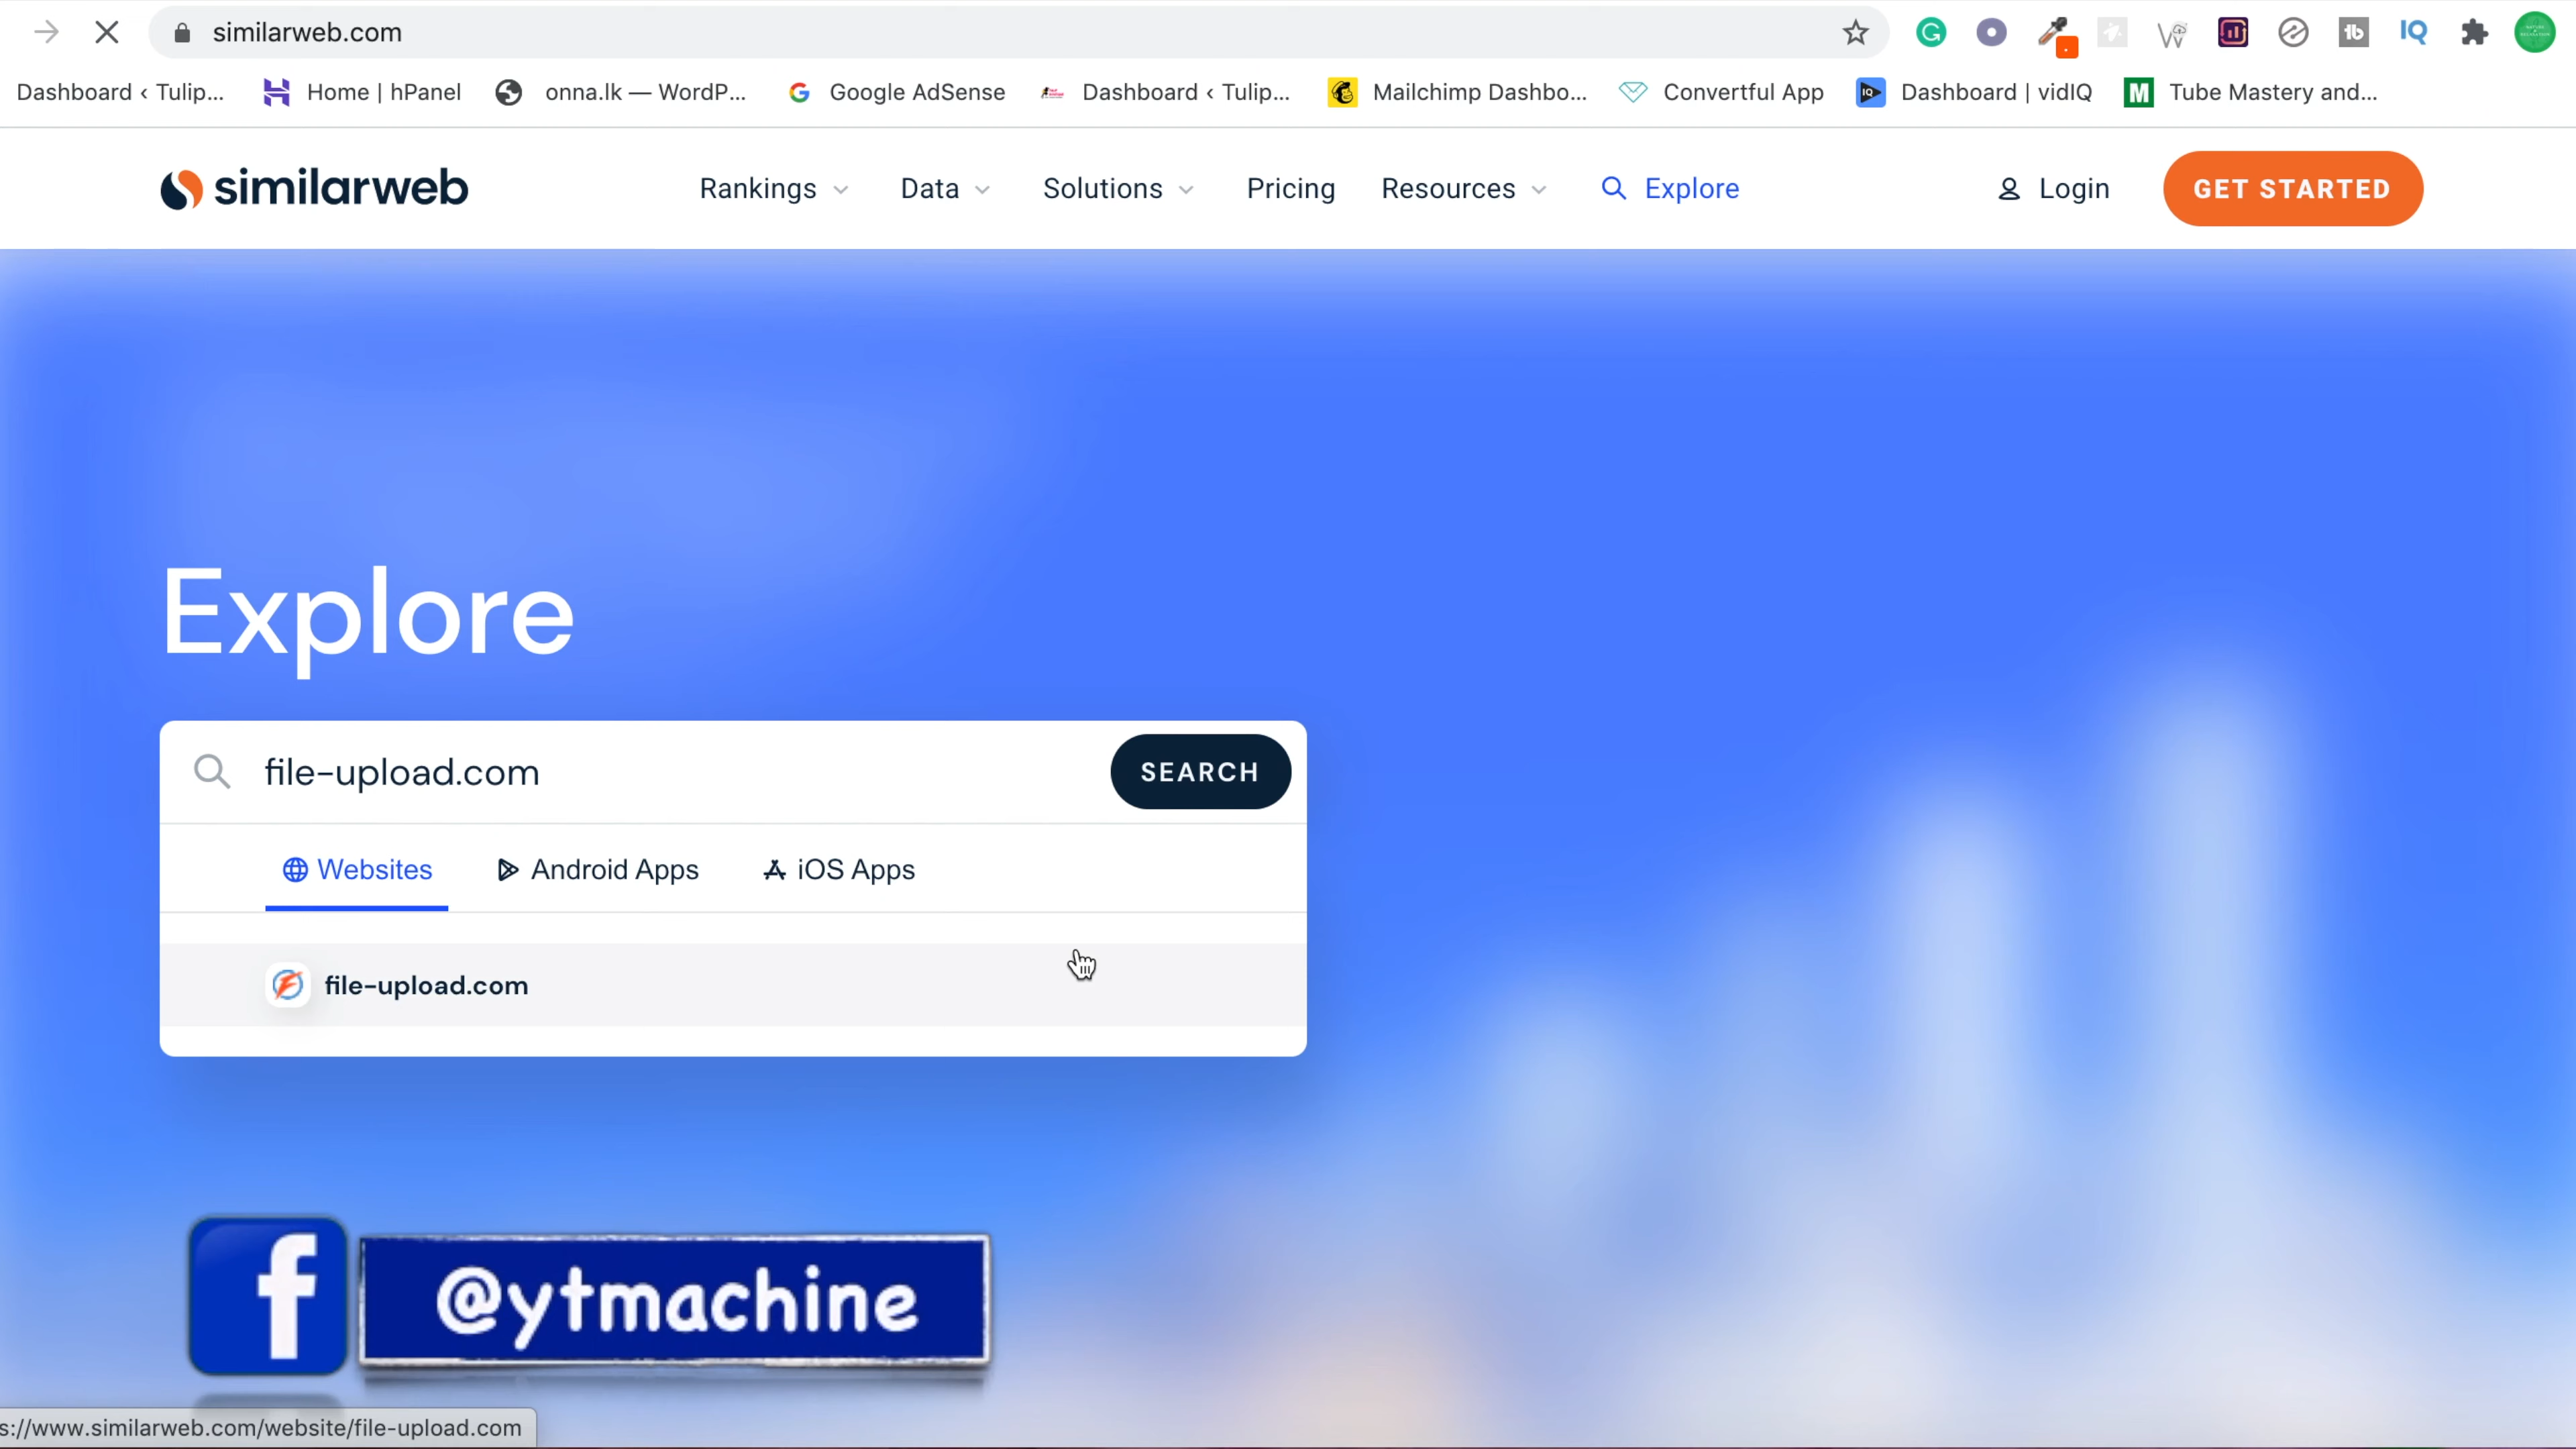 similarweb.com
Dashboard ‹ Tulip...
Home | hPanel
onna.lk — WordP...
Google AdSense
Dashboard ‹ Tulip...
Mailchimp Dashbo...
Convertful App
Dashboard | vidIQ
Tube Mastery and...
similarweb
Rankings
Data
Solutions
Pricing
Resources
Explore
Login
GET STARTED
Explore
file-upload.com
SEARCH
Websites
Android Apps
iOS Apps
file-upload.com
@ytmachine
s://www.similarweb.com/website/file-upload.com